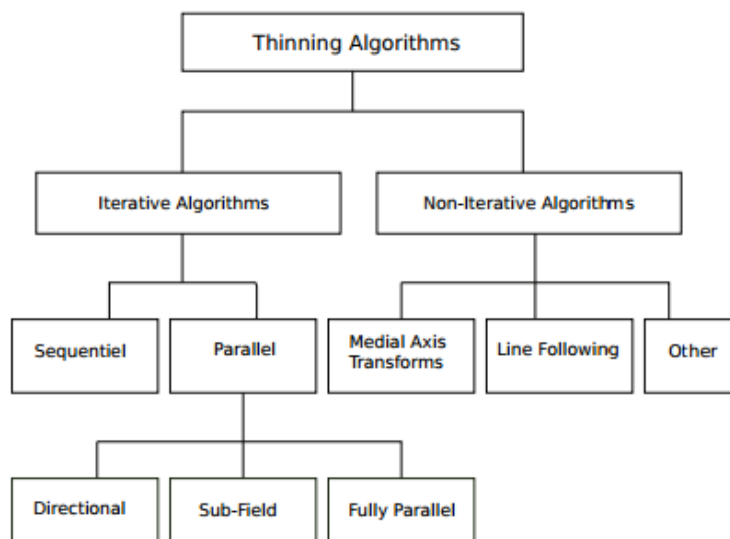 Thinning Algorithms
Iterative Algorithms
Non-Iterative Algorithms
Sequentiel
Parallel
Medial Axis
Transforms
Line Following
Other
Directional
Sub-Field
Fully Parallel